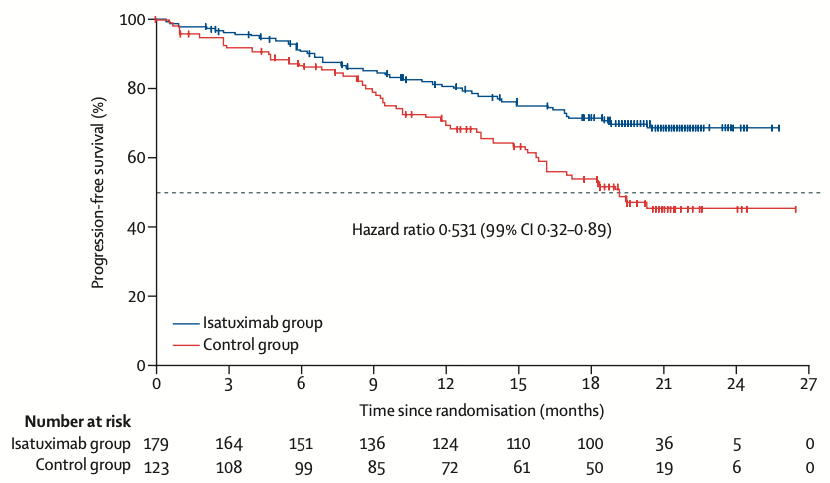 100
80
60
40
20
0
Progression-free survival (%)
Hazard ratio 0·531 (99% CI 0·32–0·89)
Isatuximab group
Control group
0 3 6 9 12 15 18 21 24 27
Time since randomisation (months)
Number at risk
Isatuximab group 179 164 151 136 124 110 100 36 5 0
Control group 123 108 99 85 72 61 50 19 6 0